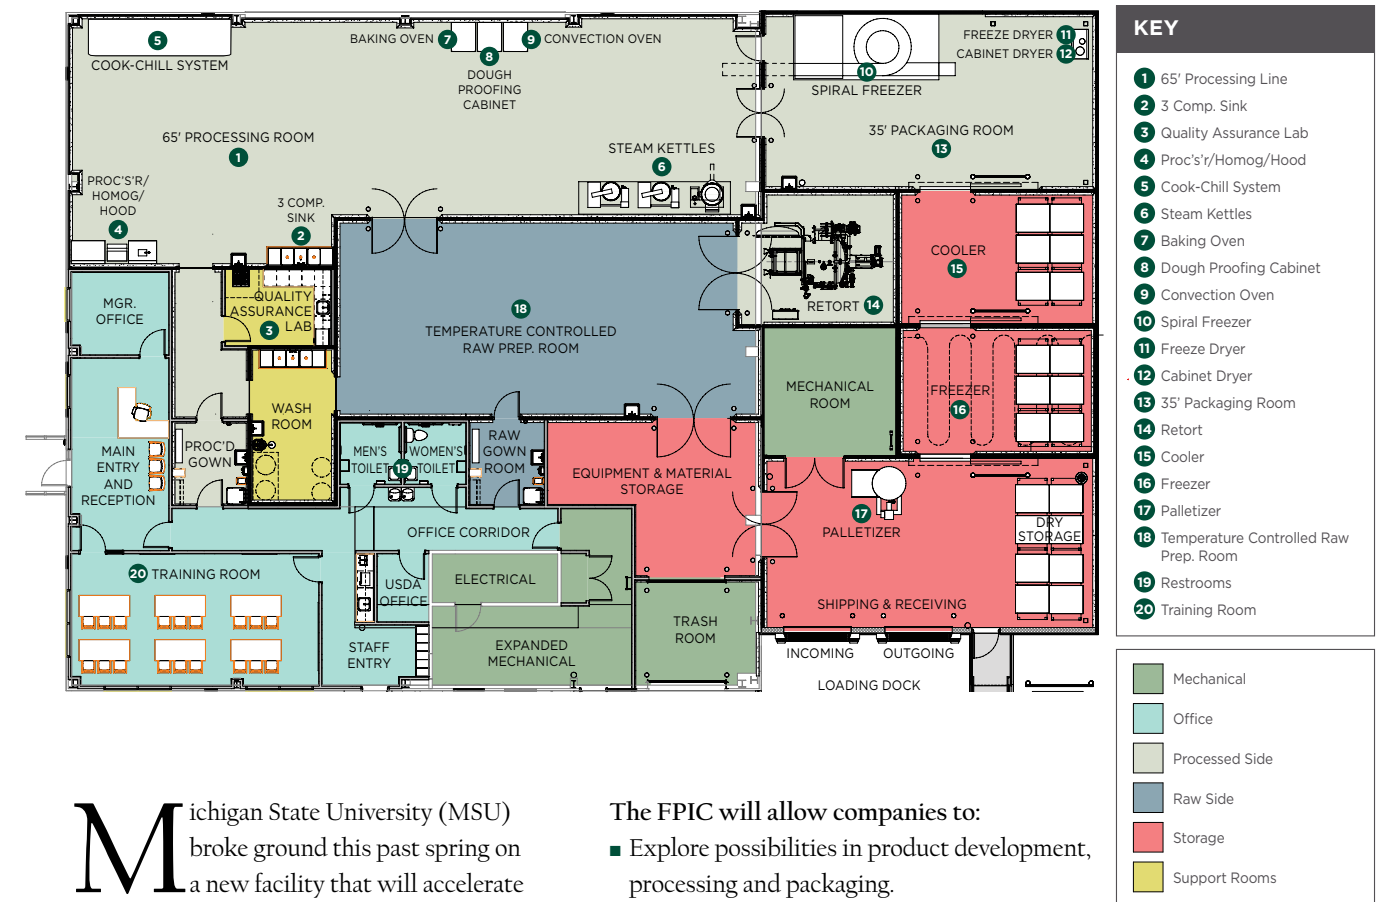 5
COOK-CHILL SYSTEM
BAKING OVEN 7
9 CONVECTION OVEN
8
DOUGH
PROOFING
CABINET
FREEZE DRYER 11
CABINET DRYER 12
10
SPIRAL FREEZER
65' PROCESSING ROOM
1
35' PACKAGING ROOM
13
STEAM KETTLES
6
PROC'S'R/
HOMOG/
HOOD
4
3 COMP.
SINK
2
COOLER
15
RETORT 14
MGR.
OFFICE
QUALITY
ASSURANCE
3 LAB
18
TEMPERATURE CONTROLLED
RAW PREP. ROOM
MECHANICAL
ROOM
FREEZER
16
WASH
ROOM
MAIN
ENTRY
AND
RECEPTION
PROC'D
GOWN
MEN'S
TOILET
19
WOMEN'S
TOILET
RAW
GOWN
ROOM
EQUIPMENT & MATERIAL
STORAGE
17
PALLETIZER
DRY
STORAGE
OFFICE CORRIDOR
20 TRAINING ROOM
USDA
OFFICE
ELECTRICAL
SHIPPING & RECEIVING
TRASH
ROOM
STAFF
ENTRY
EXPANDED
MECHANICAL
INCOMING
OUTGOING
LOADING DOCK
KEY
1 65' Processing Line
2 3 Comp. Sink
3 Quality Assurance Lab
4 Proc's'r/Homog/Hood
5 Cook-Chill System
6 Steam Kettles
7 Baking Oven
8 Dough Proofing Cabinet
9 Convection Oven
10 Spiral Freezer
11 Freeze Dryer
12 Cabinet Dryer
13 35' Packaging Room
14 Retort
15 Cooler
16 Freezer
17 Palletizer
18 Temperature Controlled Raw
Prep. Room
19 Restrooms
20 Training Room
Mechanical
Office
Processed Side
Raw Side
Storage
Support Rooms
Michigan State University (MSU)
broke ground this past spring on
a new facility that will accelerate
The FPIC will allow companies to:
■ Explore possibilities in product development,
processing and packaging.